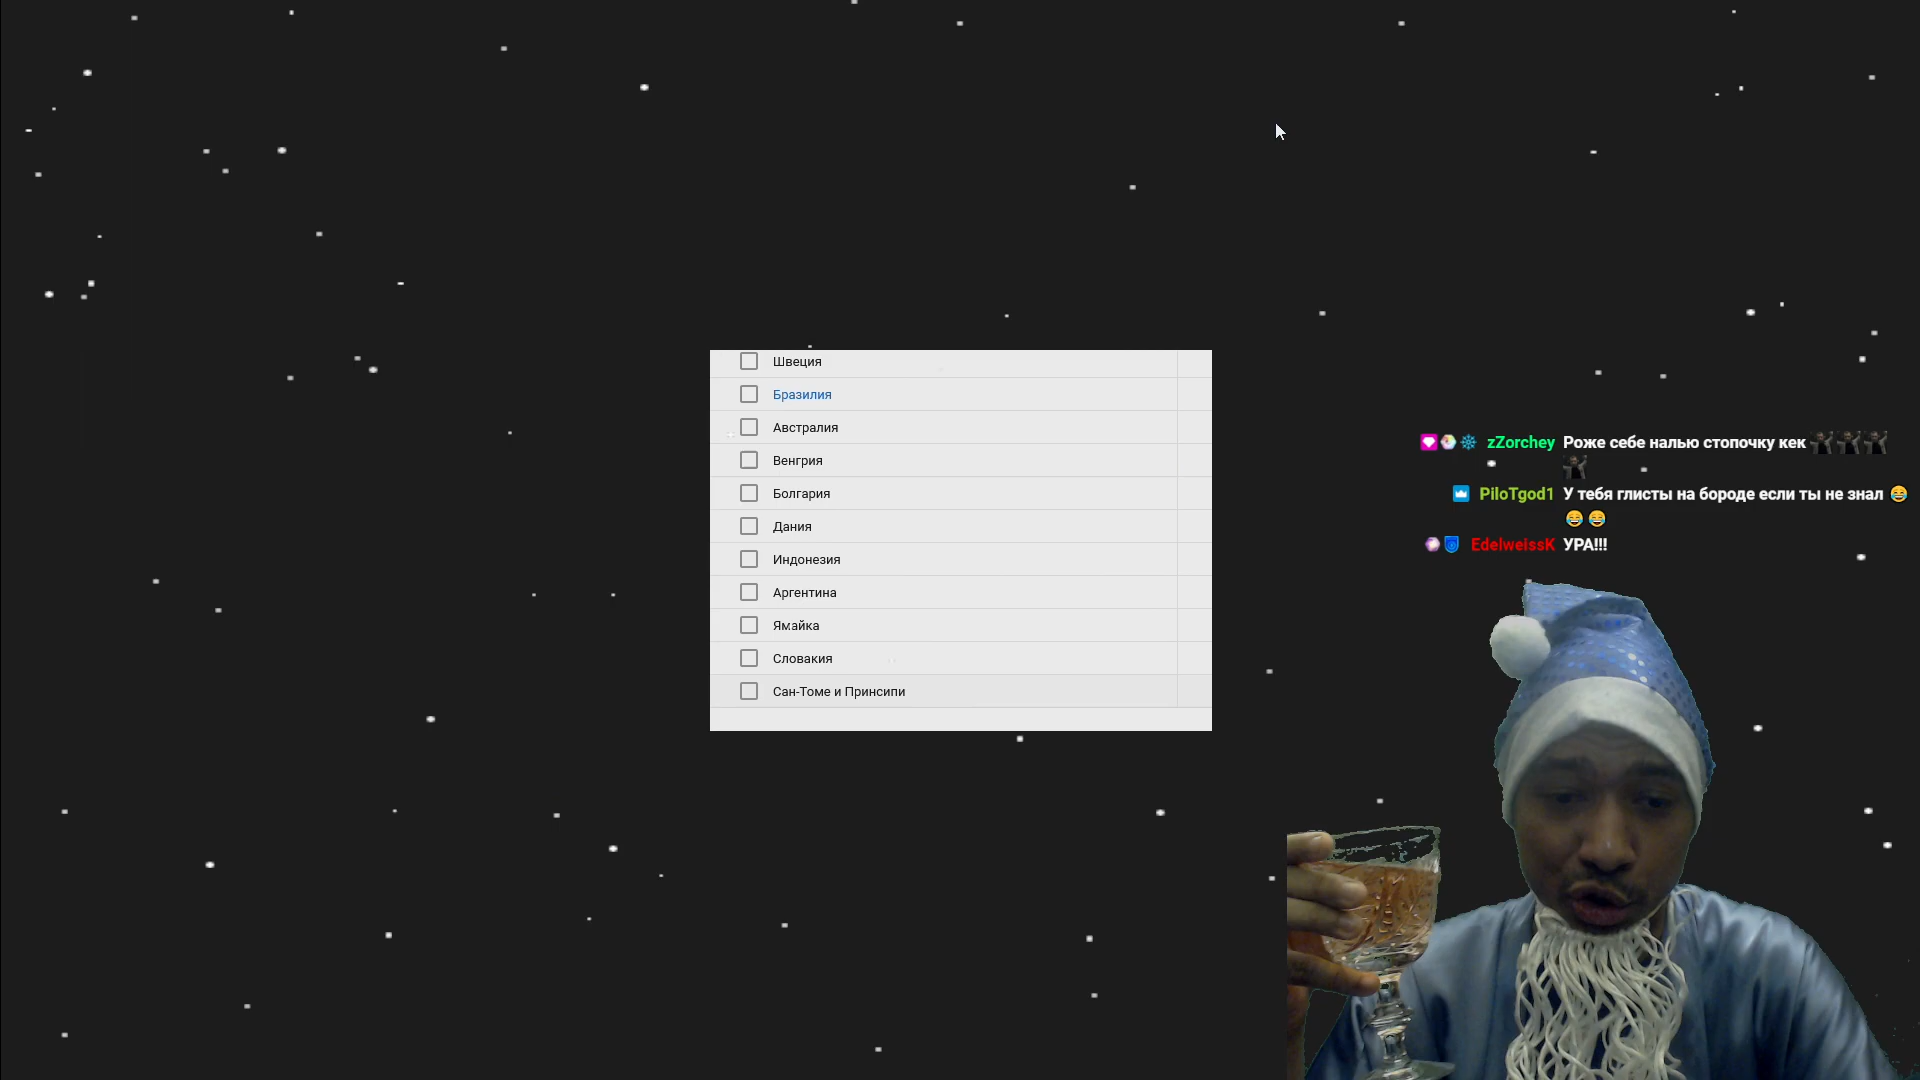 Швеция
Бразилия
Австралия
Венгрия
Болгария
Дания
Индонезия
Аргентина
Ямайка
Словакия
Сан-Томе и Принсипи
zZorchey Роже себе налью стопочку кек
PiloTgod1 У тебя глисты на бороде если ты не знал 😂
😂 😂
EdelweissK УРА!!!